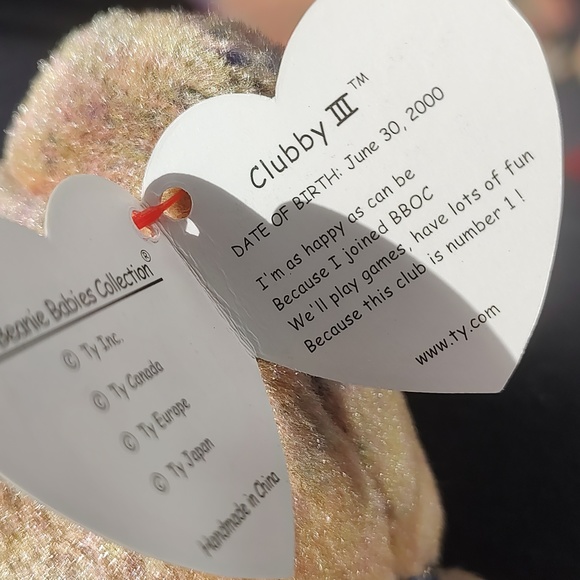 The Beanie Babies Collection®
© Ty Inc.
© Ty Canada
© Ty Europe
© Ty Japan
Handmade in China
Clubby III™
DATE OF BIRTH: June 30, 2000
I'm as happy as can be
Because I joined BBOC
We'll play games, have lots of fun
Because this club is number 1!
www.ty.com